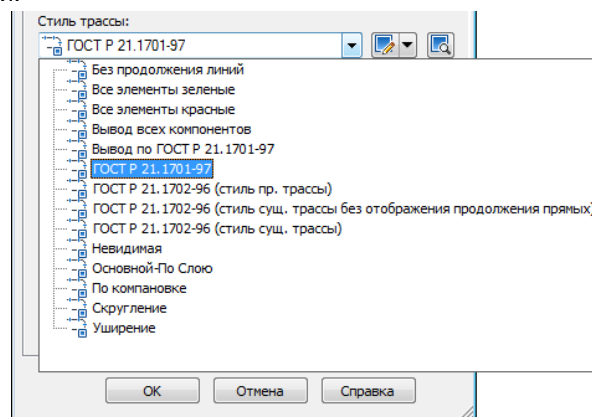 Стиль трассы:
ГОСТ Р 21.1701-97
Без продолжения линий
Все элементы зеленые
Все элементы красные
Вывод всех компонентов
Вывод по ГОСТ Р 21.1701-97
ГОСТ Р 21.1701-97
ГОСТ Р 21.1702-96 (стиль пр. трассы)
ГОСТ Р 21.1702-96 (стиль сущ. трассы без отображения продолжения прямых)
ГОСТ Р 21.1702-96 (стиль сущ. трассы)
Невидимая
Основной-По Слою
По компановке
Скругление
Уширение
ОК Отмена Справка